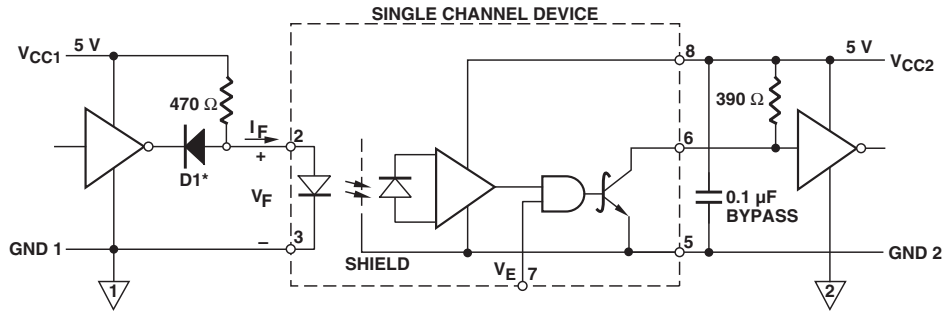 SINGLE CHANNEL DEVICE
VCC1 5 V
8
5 V
VCC2
470 Ω
390 Ω
IF
2
6
+
D1*
VF
0.1 µF
BYPASS
GND 1
–
3
SHIELD
5
GND 2
VE 7
1
2